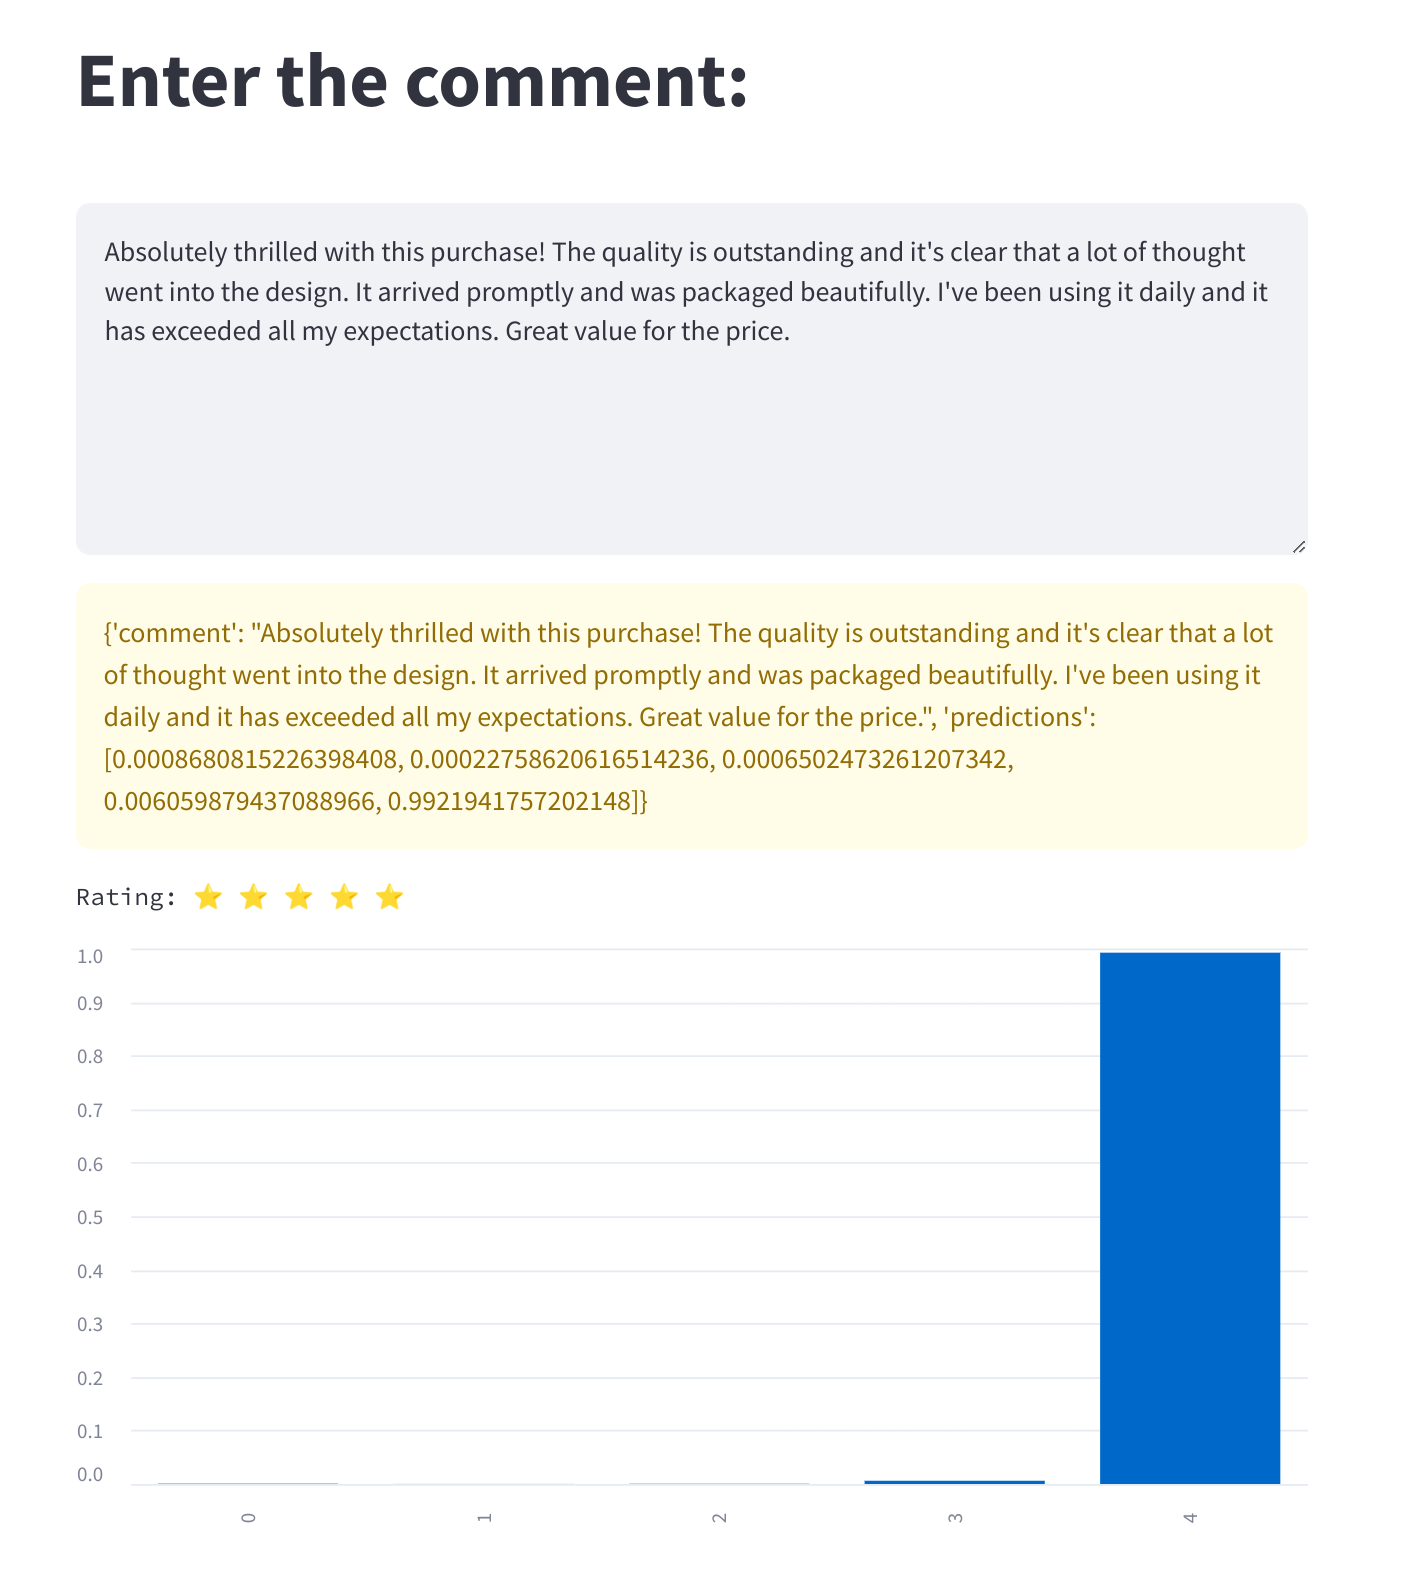 Enter the comment:
Absolutely thrilled with this purchase! The quality is outstanding and it's clear that a lot of thought
went into the design. It arrived promptly and was packaged beautifully. I've been using it daily and it
has exceeded all my expectations. Great value for the price.
{'comment': "Absolutely thrilled with this purchase! The quality is outstanding and it's clear that a lot
of thought went into the design. It arrived promptly and was packaged beautifully. I've been using it
daily and it has exceeded all my expectations. Great value for the price.", 'predictions':
[0.0008680815226398408, 0.00022758620616514236, 0.0006502473261207342,
0.006059879437088966, 0.9921941757202148]}
Rating: ⭐ ⭐ ⭐ ⭐ ⭐
1.0
0.9
0.8
0.7
0.6
0.5
0.4
0.3
0.2
0.1
0.0
0 1 2 3 4